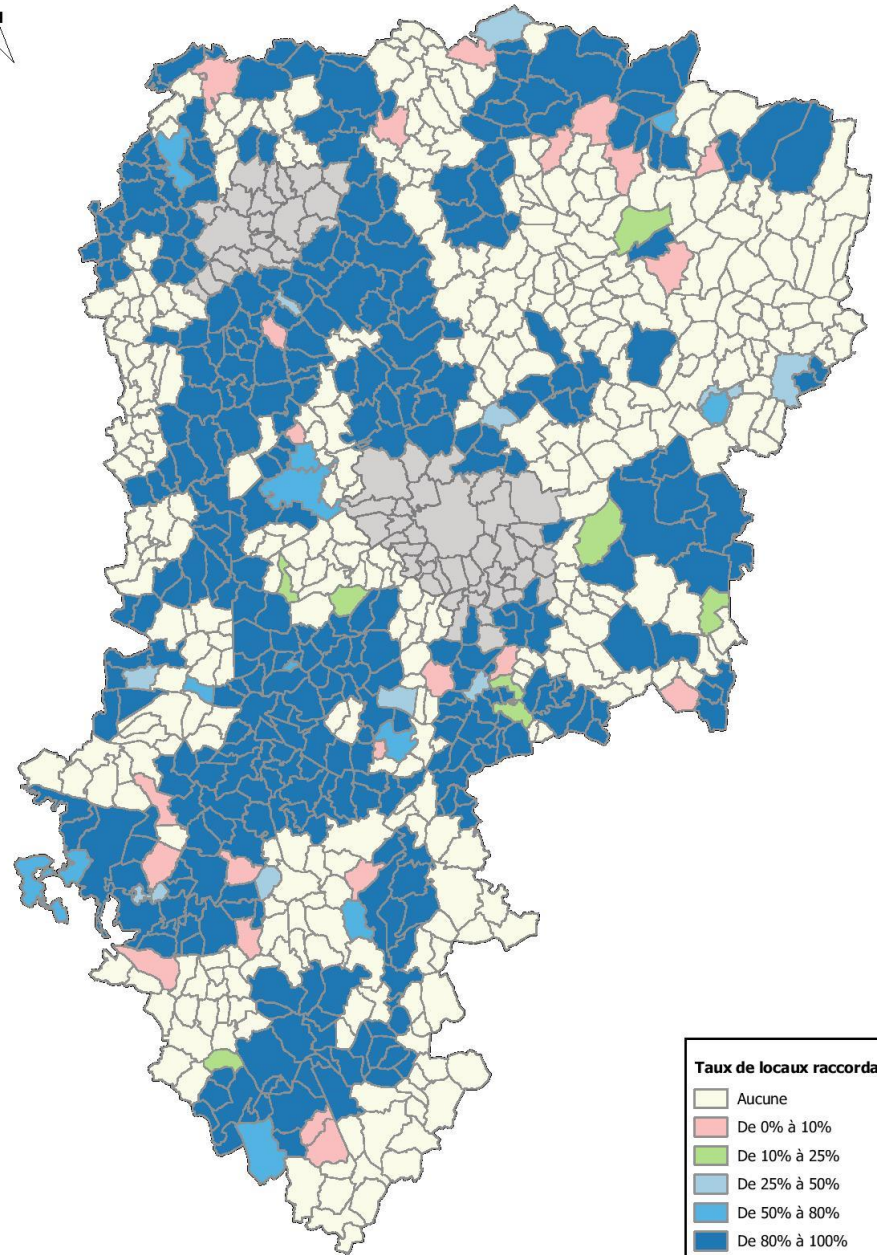 Taux de locaux raccorda
Aucune
De 0% à 10%
De 10% à 25%
De 25% à 50%
De 50% à 80%
De 80% à 100%